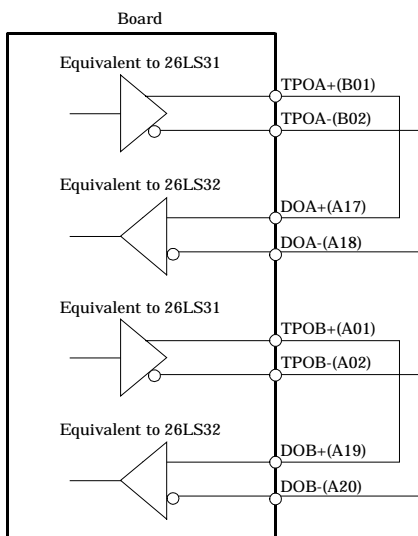 Board
Equivalent to 26LS31
TPOA+(B01)
TPOA-(B02)
Equivalent to 26LS32
DOA+(A17)
DOA-(A18)
Equivalent to 26LS31
TPOB+(A01)
TPOB-(A02)
Equivalent to 26LS32
DOB+(A19)
DOB-(A20)